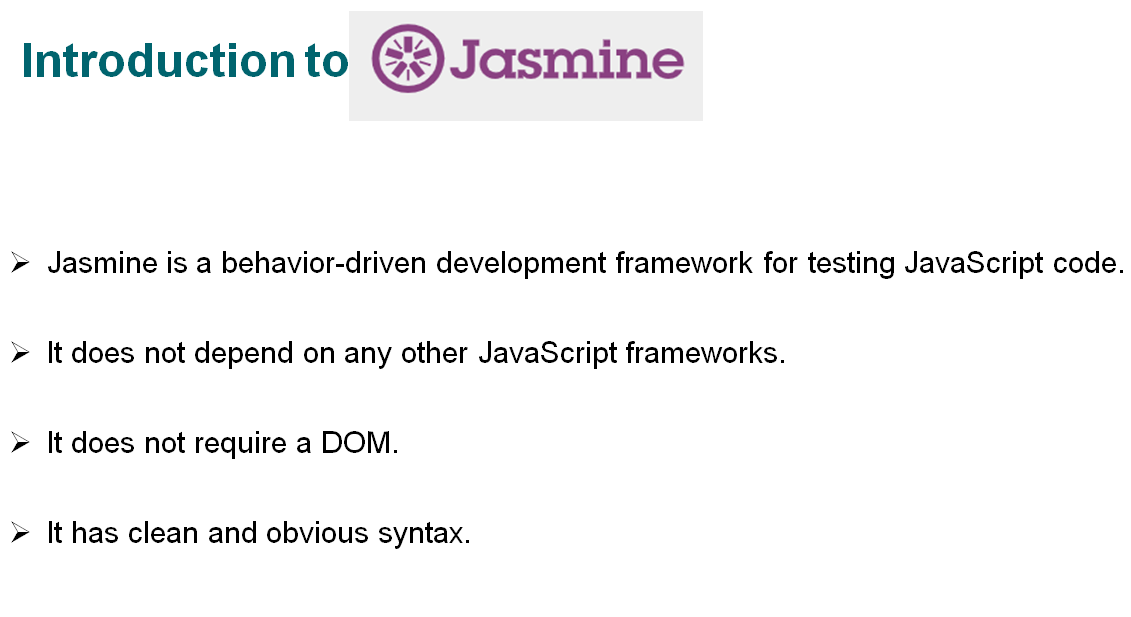 Introduction to Jasmine
Jasmine is a behavior-driven development framework for testing JavaScript code.
It does not depend on any other JavaScript frameworks.
It does not require a DOM.
It has clean and obvious syntax.